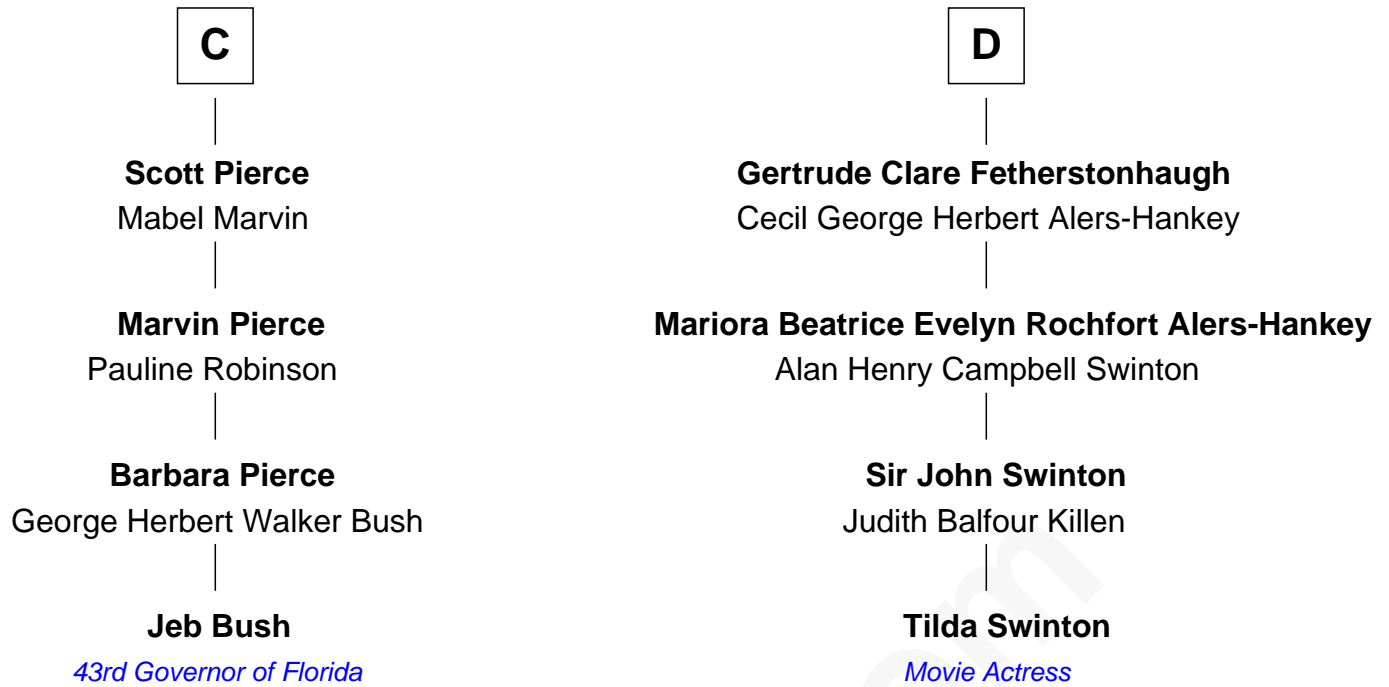 C
Scott Pierce
Mabel Marvin
Marvin Pierce
Pauline Robinson
Barbara Pierce
George Herbert Walker Bush
Jeb Bush
43rd Governor of Florida
D
Gertrude Clare Fetherstonhaugh
Cecil George Herbert Alers-Hankey
Mariora Beatrice Evelyn Rochfort Alers-Hankey
Alan Henry Campbell Swinton
Sir John Swinton
Judith Balfour Killen
Tilda Swinton
Movie Actress